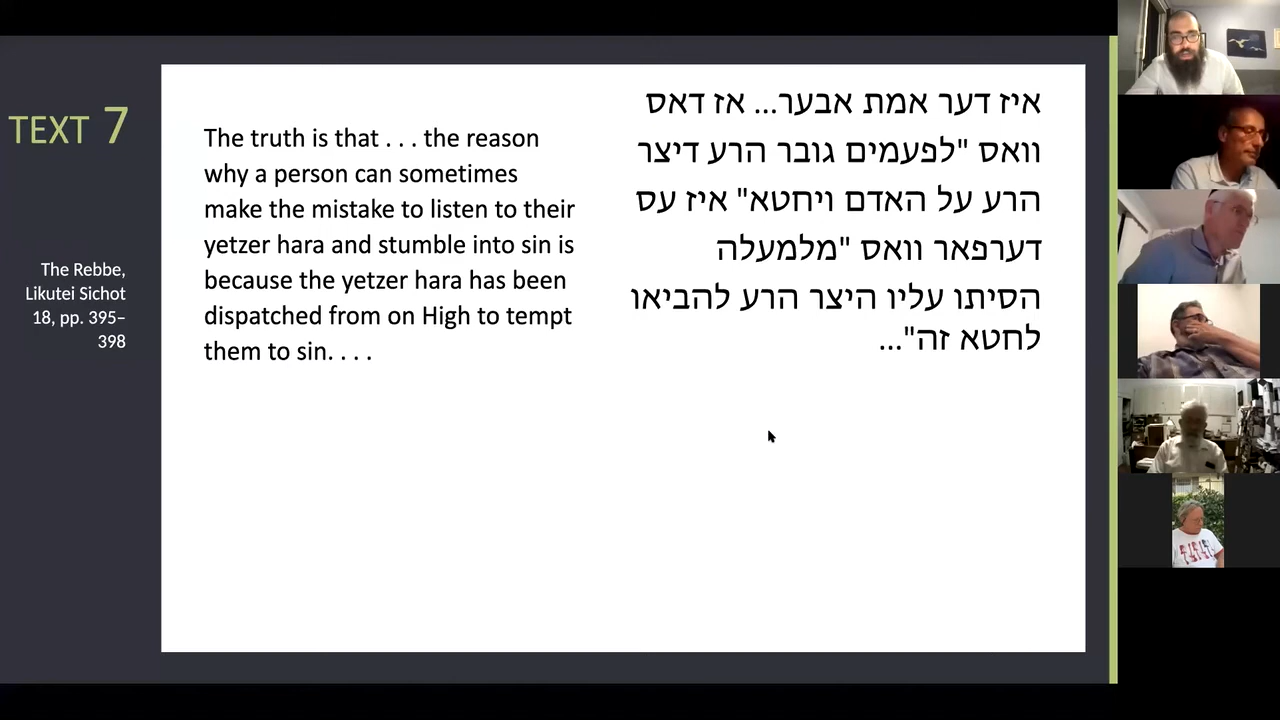 TEXT 7
The Rebbe,
Likutei Sichot
18, pp. 395–
398
The truth is that . . . the reason
why a person can sometimes
make the mistake to listen to their
yetzer hara and stumble into sin is
because the yetzer hara has been
dispatched from on High to tempt
them to sin. . . .
איז דער אמת אבער... אז דאס
וואס "לפעמים גובר הרע דיצר
הרע על האדם ויחטא" איז עס
דערפאר וואס "מלמעלה
הסיתו עליו היצר הרע להביאו
לחטא זה"...